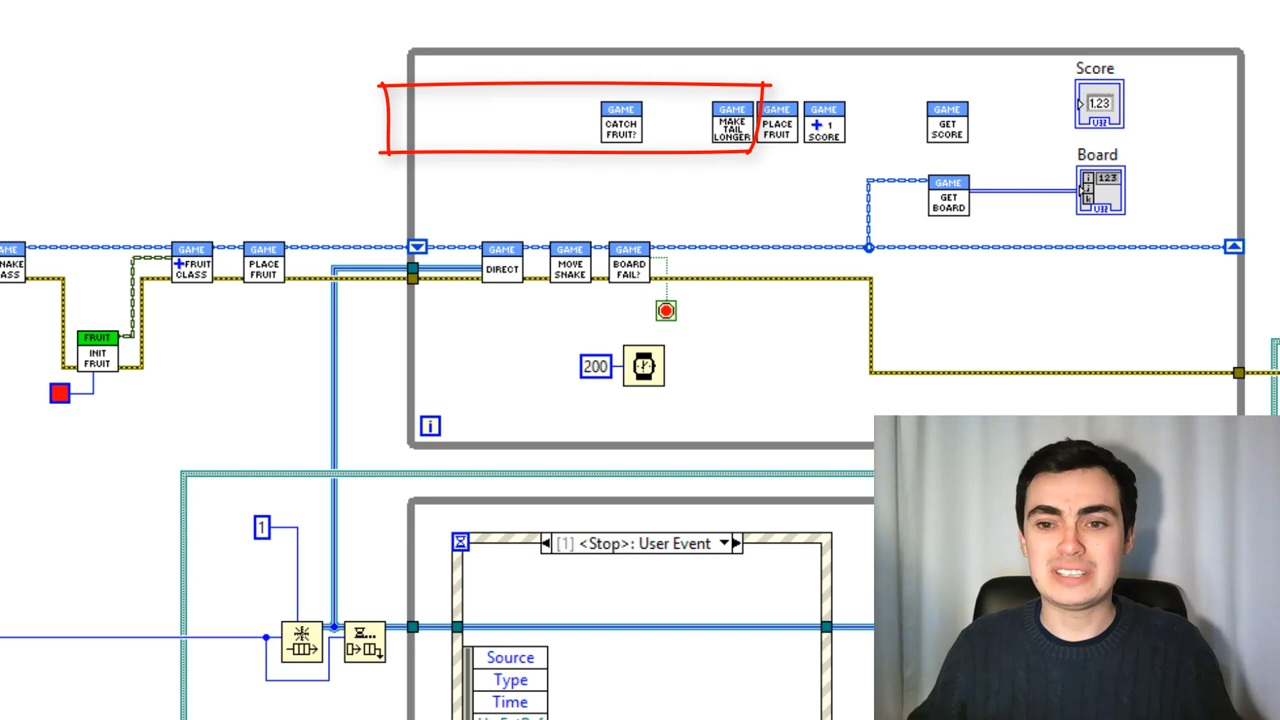 Score
GAME
CATCH
FRUIT?
GAME
MAKE
TAIL
LONGER
GAME
PLACE
FRUIT
GAME
+ 1
SCORE
GAME
GET
SCORE
1.23
U32
Board
GAME
GET
BOARD
i
j
k
123
U32
GAME
+FRUIT
CLASS
GAME
PLACE
FRUIT
GAME
DIRECT
GAME
MOVE
SNAKE
GAME
BOARD
FAIL?
FRUIT
INIT
FRUIT
200
i
1
[1] <Stop>: User Event
Source
Type
Time